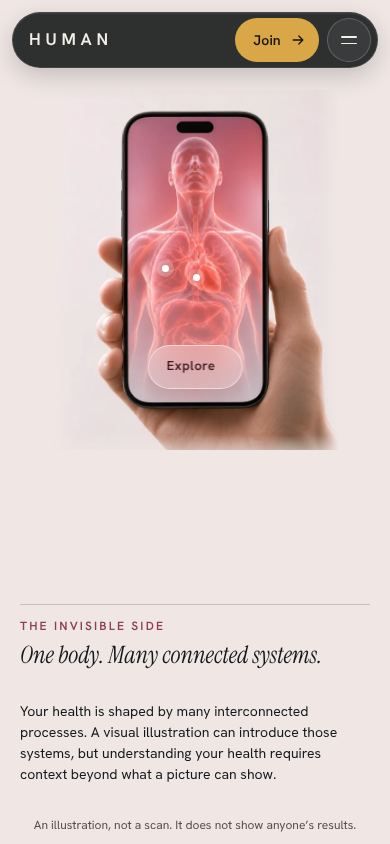 HUMAN
Join →
Explore
THE INVISIBLE SIDE
One body. Many connected systems.
Your health is shaped by many interconnected
processes. A visual illustration can introduce those
systems, but understanding your health requires
context beyond what a picture can show.
An illustration, not a scan. It does not show anyone’s results.